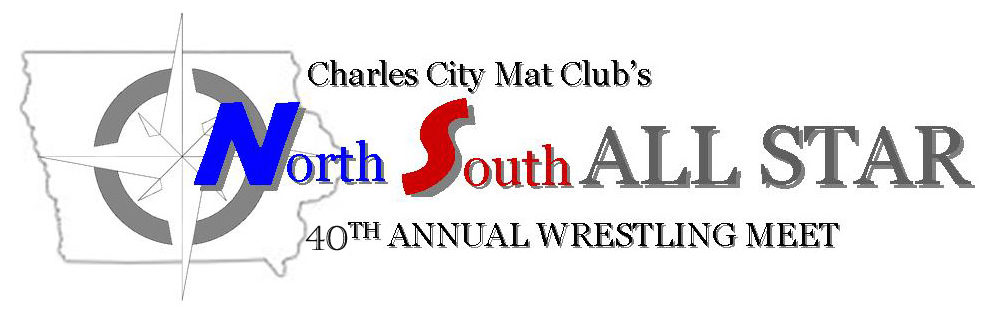 Charles City Mat Club's
North South ALL STAR
40TH ANNUAL WRESTLING MEET